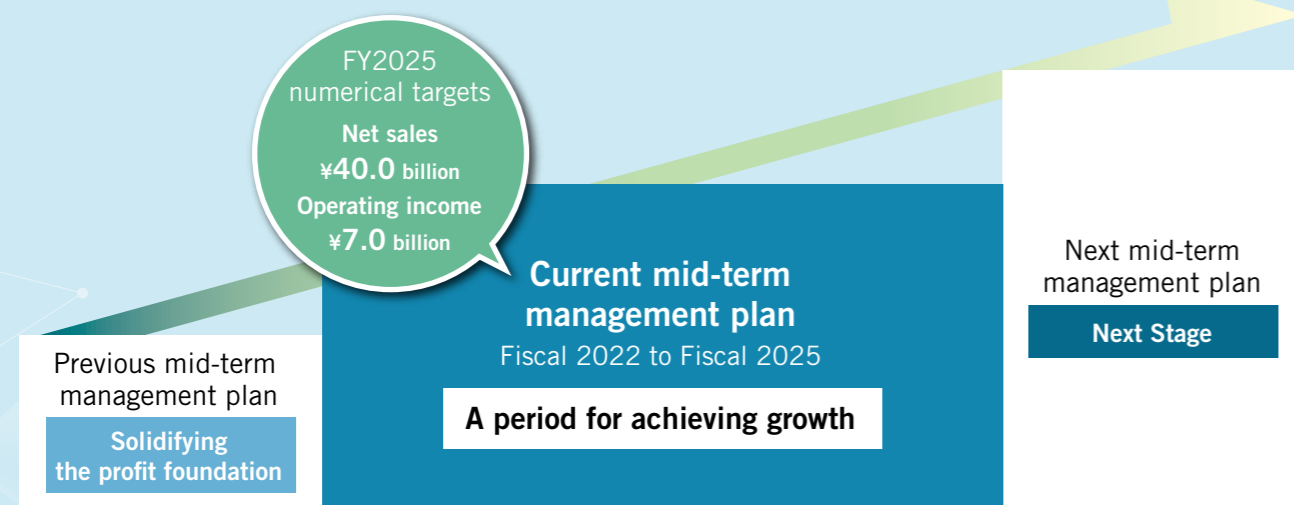 FY2025
numerical targets
Net sales
¥40.0 billion
Operating income
¥7.0 billion
Previous mid-term
management plan
Solidifying
the profit foundation
Current mid-term
management plan
Fiscal 2022 to Fiscal 2025
A period for achieving growth
Next mid-term
management plan
Next Stage